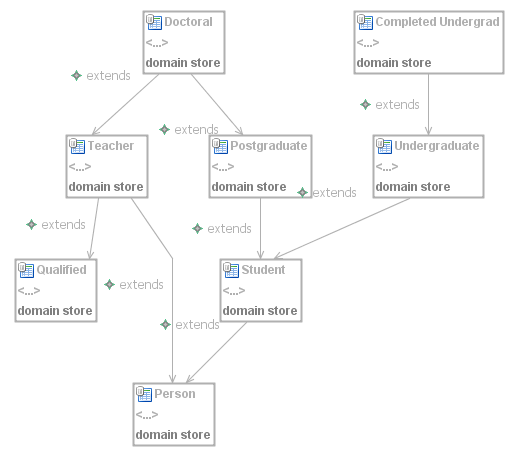 Doctoral
<...>
domain store
Completed Undergrad
<...>
domain store
extends
extends
extends
Teacher
<...>
domain store
Postgraduate
<...>
domain store
Undergraduate
<...>
domain store
extends
extends
extends
Qualified
<...>
domain store
Student
<...>
domain store
extends
extends
Person
<...>
domain store